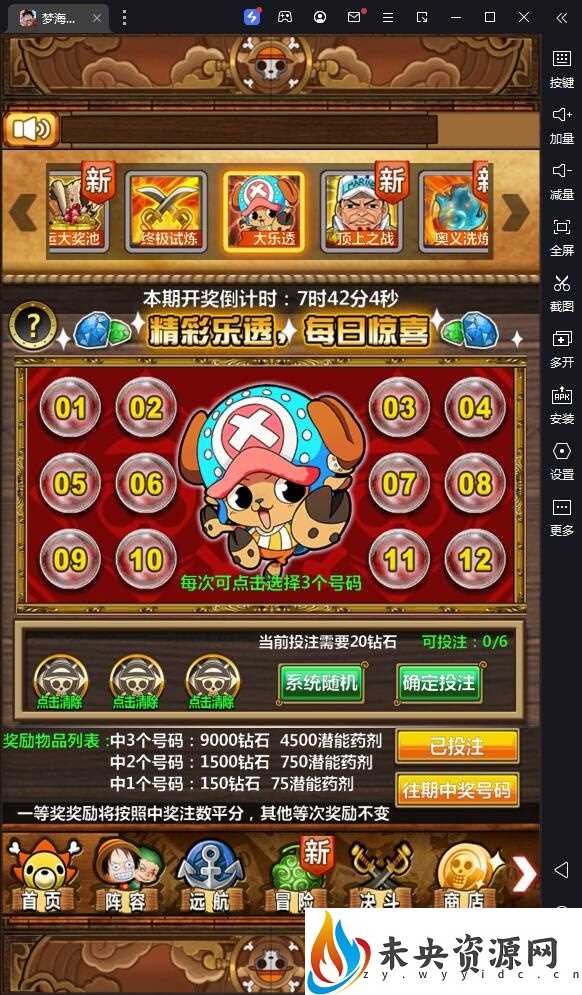 梦海...
按键
加量
减量
全屏
截图
多开
APK
安装
设置
更多
新
新
运大奖池
终极试炼
大乐透
MARINE
顶上之战
奥义洗炼
本期开奖倒计时：7时42分4秒
?
精彩乐透，每日惊喜
01 02 03 04
05 06 07 08
09 10 11 12
每次可点击选择3个号码
当前投注需要20钻石 可投注：0/6
点击清除 点击清除 点击清除
系统随机 确定投注
奖励物品列表：中3个号码：9000钻石 4500潜能药剂
中2个号码：1500钻石 750潜能药剂
中1个号码：150钻石 75潜能药剂
已投注
往期中奖号码
一等奖奖励将按照中奖注数平分，其他等次奖励不变
新
首页 阵容 远航 冒险 决斗 商店
未央资源网
zy.wyyidc.cn